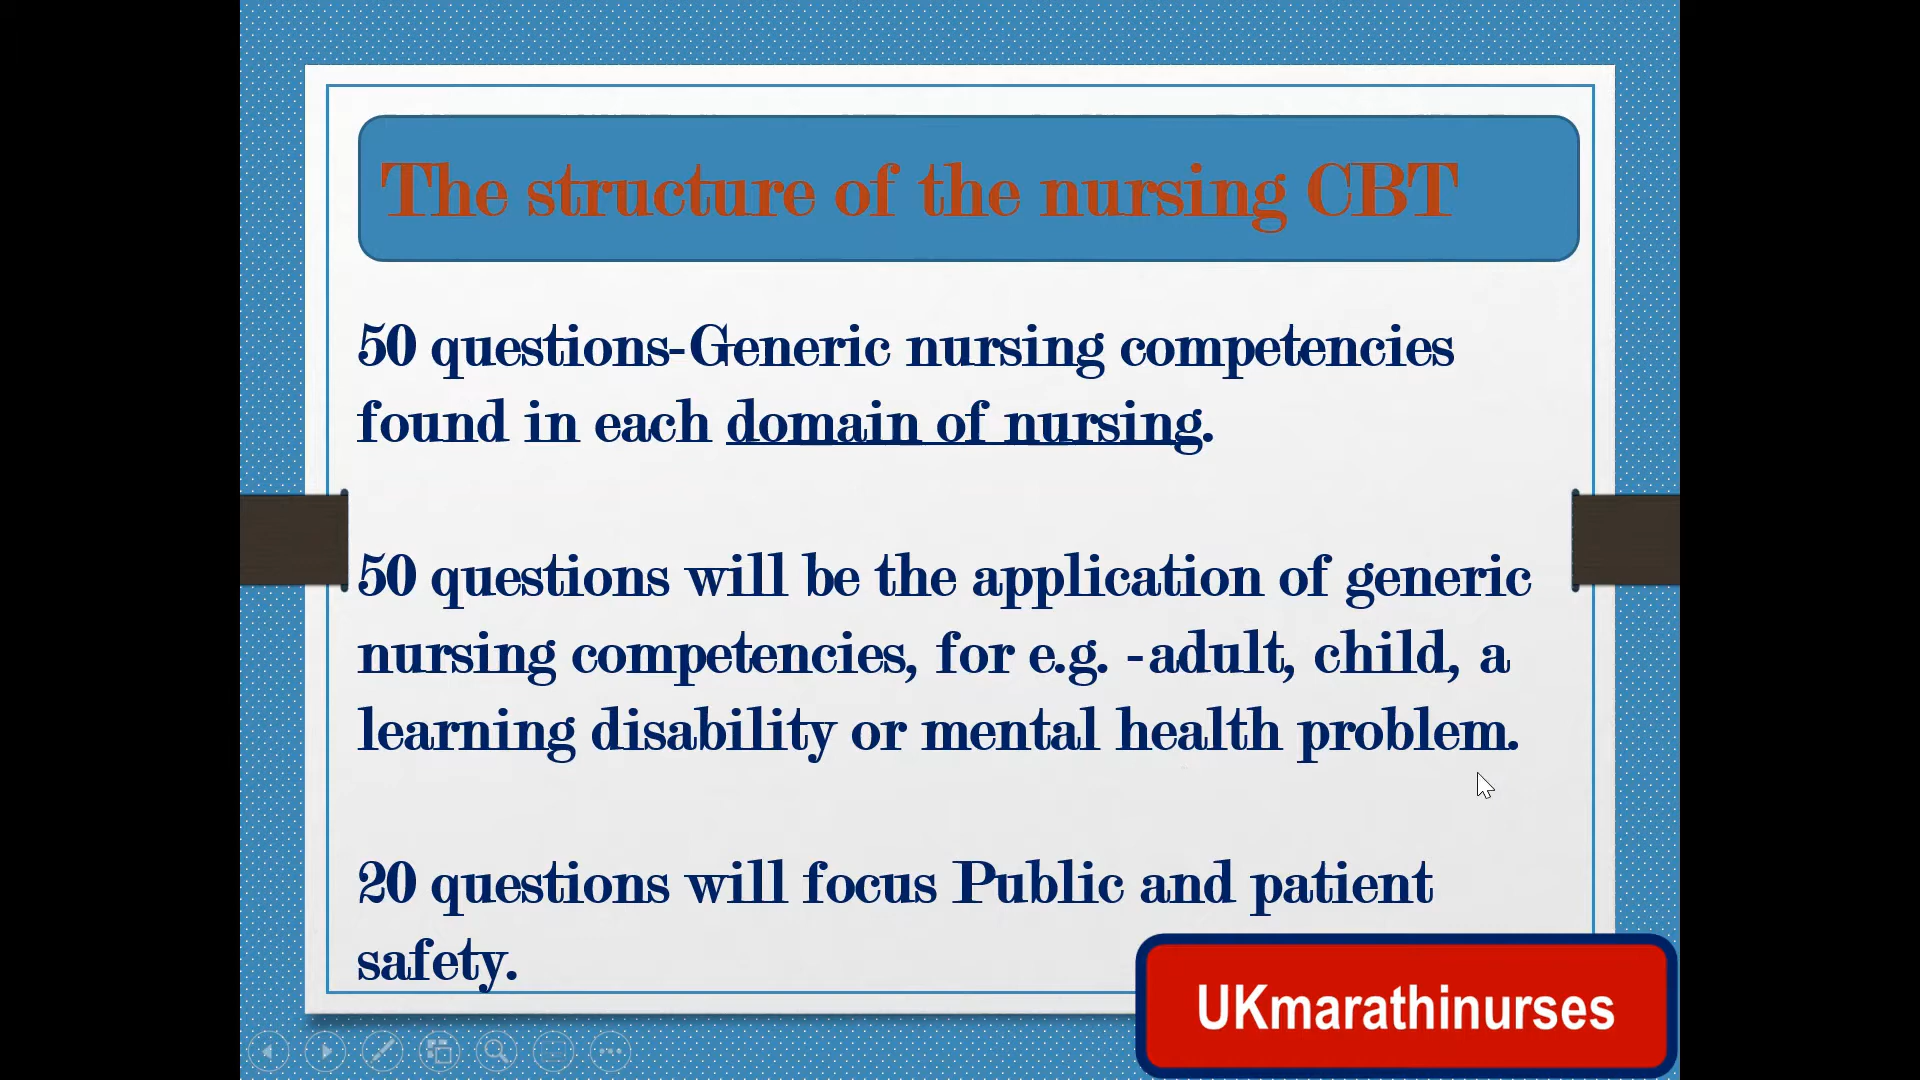 The structure of the nursing CBT
50 questions-Generic nursing competencies
found in each domain of nursing.
50 questions will be the application of generic
nursing competencies, for e.g. -adult, child, a
learning disability or mental health problem.
20 questions will focus Public and patient
safety.
UKmarathinurses